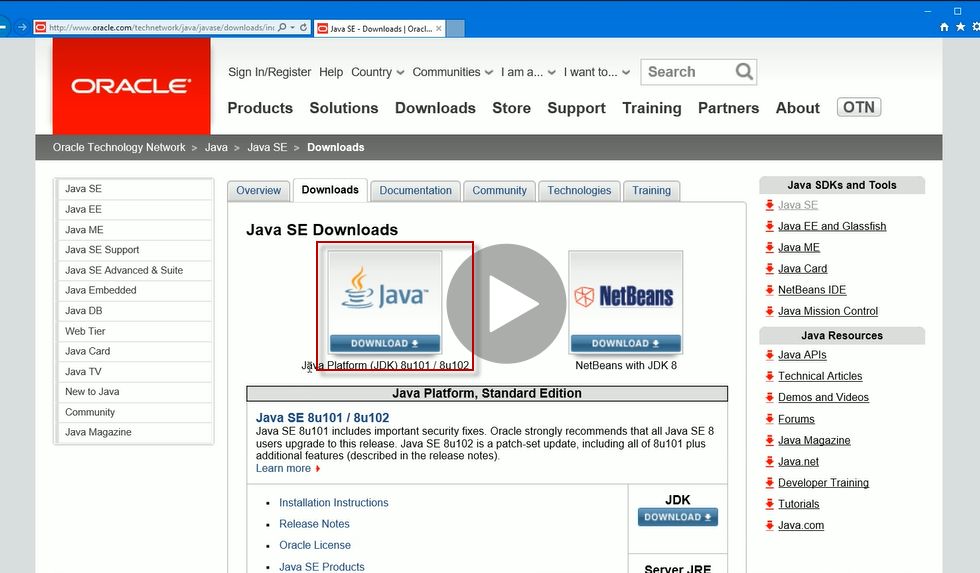 http://www.oracle.com/technetwork/java/javase/downloads/in
Java SE - Downloads | Orac...
ORACLE
Sign In/Register Help Country Communities I am a... I want to... Search
Products Solutions Downloads Store Support Training Partners About OTN
Oracle Technology Network > Java > Java SE > Downloads
Java SE
Java EE
Java ME
Java SE Support
Java SE Advanced & Suite
Java Embedded
Java DB
Web Tier
Java Card
Java TV
New to Java
Community
Java Magazine
Overview Downloads Documentation Community Technologies Training
Java SE Downloads
Java™
DOWNLOAD
Java Platform (JDK) 8u101 / 8u102
NetBeans
DOWNLOAD
NetBeans with JDK 8
Java Platform, Standard Edition
Java SE 8u101 / 8u102
Java SE 8u101 includes important security fixes. Oracle strongly recommends that all Java SE 8
users upgrade to this release. Java SE 8u102 is a patch-set update, including all of 8u101 plus
additional features (described in the release notes).
Learn more
• Installation Instructions
• Release Notes
• Oracle License
• Java SE Products
JDK
DOWNLOAD
Server JRE
Java SDKs and Tools
Java SE
Java EE and Glassfish
Java ME
Java Card
NetBeans IDE
Java Mission Control
Java Resources
Java APIs
Technical Articles
Demos and Videos
Forums
Java Magazine
Java.net
Developer Training
Tutorials
Java.com